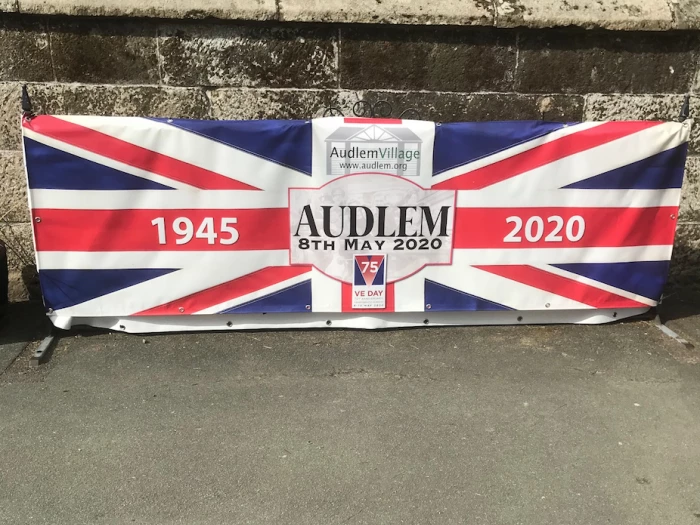 AudlemVillage
www.audlem.org
1945
AUDLEM
8TH MAY 2020
2020
75
VE DAY